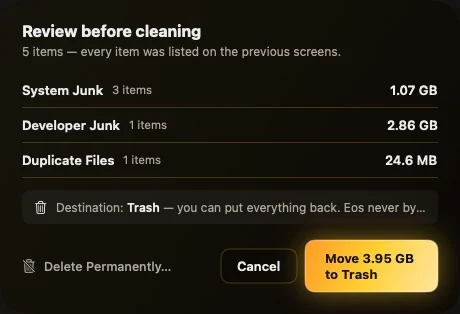 Review before cleaning
5 items — every item was listed on the previous screens.
System Junk 3 items 1.07 GB
Developer Junk 1 items 2.86 GB
Duplicate Files 1 items 24.6 MB
Destination: Trash — you can put everything back. Eos never by...
Delete Permanently... Cancel Move 3.95 GB
to Trash